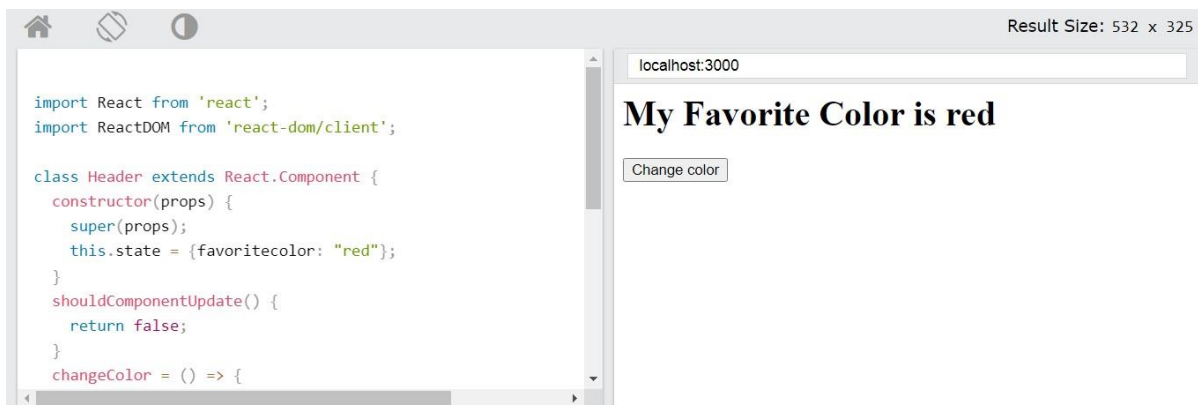 Result Size: 532 x 325
import React from 'react';
import ReactDOM from 'react-dom/client';
class Header extends React.Component {
constructor(props) {
super(props);
this.state = {favoritecolor: "red"};
}
shouldComponentUpdate() {
return false;
}
changeColor = () => {
localhost:3000
My Favorite Color is red
Change color